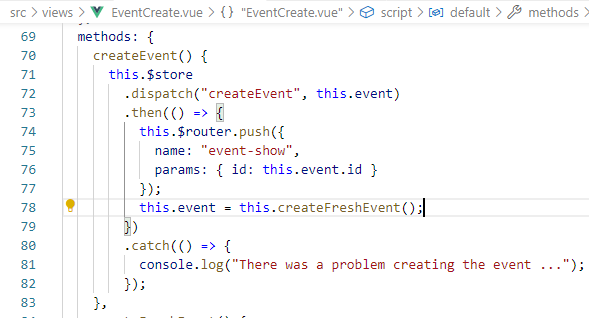 src > views > EventCreate.vue > {} "EventCreate.vue" > script > default > methods >
69 methods: {
70 createEvent() {
71 this.$store
72 .dispatch("createEvent", this.event)
73 .then(() => {
74 this.$router.push({
75 name: "event-show",
76 params: { id: this.event.id }
77 });
78 this.event = this.createFreshEvent();
79 })
80 .catch(() => {
81 console.log("There was a problem creating the event ...");
82 });
83 },